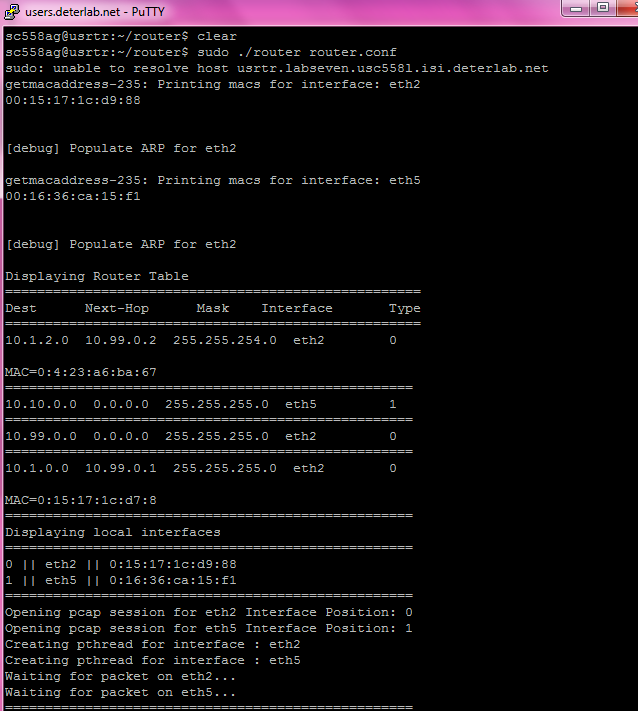 users.deterlab.net - PuTTY
sc558ag@usrtr:~/router$ clear
sc558ag@usrtr:~/router$ sudo ./router router.conf
sudo: unable to resolve host usrtr.labseven.usc558l.isi.deterlab.net
getmacaddress-235: Printing macs for interface: eth2
00:15:17:1c:d9:88
[debug] Populate ARP for eth2
getmacaddress-235: Printing macs for interface: eth5
00:16:36:ca:15:f1
[debug] Populate ARP for eth2
Displaying Router Table
====================================================
Dest      Next-Hop      Mask    Interface       Type
====================================================
10.1.2.0  10.99.0.2  255.255.254.0  eth2        0
MAC=0:4:23:a6:ba:67
===================================================
10.10.0.0  0.0.0.0  255.255.255.0  eth5         1
===================================================
10.99.0.0  0.0.0.0  255.255.255.0  eth2         0
===================================================
10.1.0.0  10.99.0.1  255.255.255.0  eth2        0
MAC=0:15:17:1c:d7:8
===================================================
Displaying local interfaces
===================================================
0 || eth2 || 0:15:17:1c:d9:88
1 || eth5 || 0:16:36:ca:15:f1
===================================================
Opening pcap session for eth2 Interface Position: 0
Opening pcap session for eth5 Interface Position: 1
Creating pthread for interface : eth2
Creating pthread for interface : eth5
Waiting for packet on eth2...
Waiting for packet on eth5...
===================================================